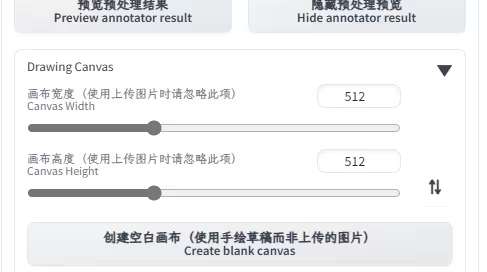 预览预处理结果
Preview annotator result
隐藏预处理预览
Hide annotator result
Drawing Canvas
画布宽度（使用上传图片时请忽略此项）
Canvas Width
512
画布高度（使用上传图片时请忽略此项）
Canvas Height
512
创建空白画布（使用手绘草稿而非上传的图片）
Create blank canvas